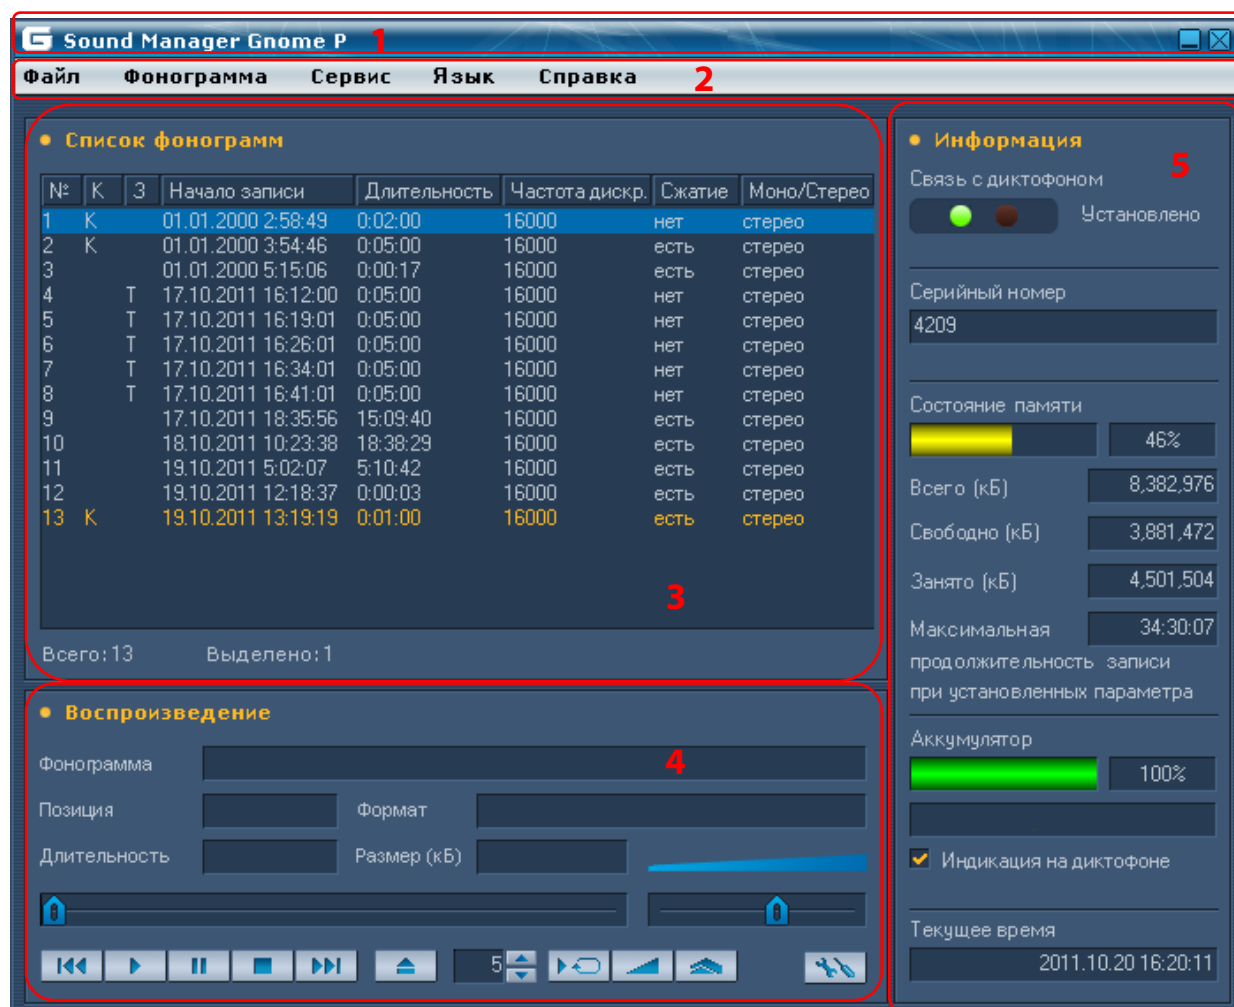 Sound Manager Gnome P 1
Файл Фонограмма Сервис Язык Справка 2
Список фонограмм
№ К З Начало записи Длительность Частота дискр. Сжатие Моно/Стерео
1 К 01.01.2000 2:58:49 0:02:00 16000 нет стерео
2 К 01.01.2000 3:54:46 0:05:00 16000 есть стерео
3 01.01.2000 5:15:06 0:00:17 16000 есть стерео
4 Т 17.10.2011 16:12:00 0:05:00 16000 нет стерео
5 Т 17.10.2011 16:19:01 0:05:00 16000 нет стерео
6 Т 17.10.2011 16:26:01 0:05:00 16000 нет стерео
7 Т 17.10.2011 16:34:01 0:05:00 16000 нет стерео
8 Т 17.10.2011 16:41:01 0:05:00 16000 нет стерео
9 17.10.2011 18:35:56 15:09:40 16000 есть стерео
10 18.10.2011 10:23:38 18:38:29 16000 есть стерео
11 19.10.2011 5:02:07 5:10:42 16000 есть стерео
12 19.10.2011 12:18:37 0:00:03 16000 есть стерео
13 К 19.10.2011 13:19:19 0:01:00 16000 есть стерео
3
Всего:13 Выделено:1
Воспроизведение
4
Фонограмма
Позиция Формат
Длительность Размер (кБ)
5
Информация
5
Связь с диктофоном
Установлено
Серийный номер
4209
Состояние памяти
46%
Всего (кБ) 8,382,976
Свободно (кБ) 3,881,472
Занято (кБ) 4,501,504
Максимальная 34:30:07
продолжительность записи
при установленных параметра
Аккумулятор
100%
Индикация на диктофоне
Текущее время
2011.10.20 16:20:11